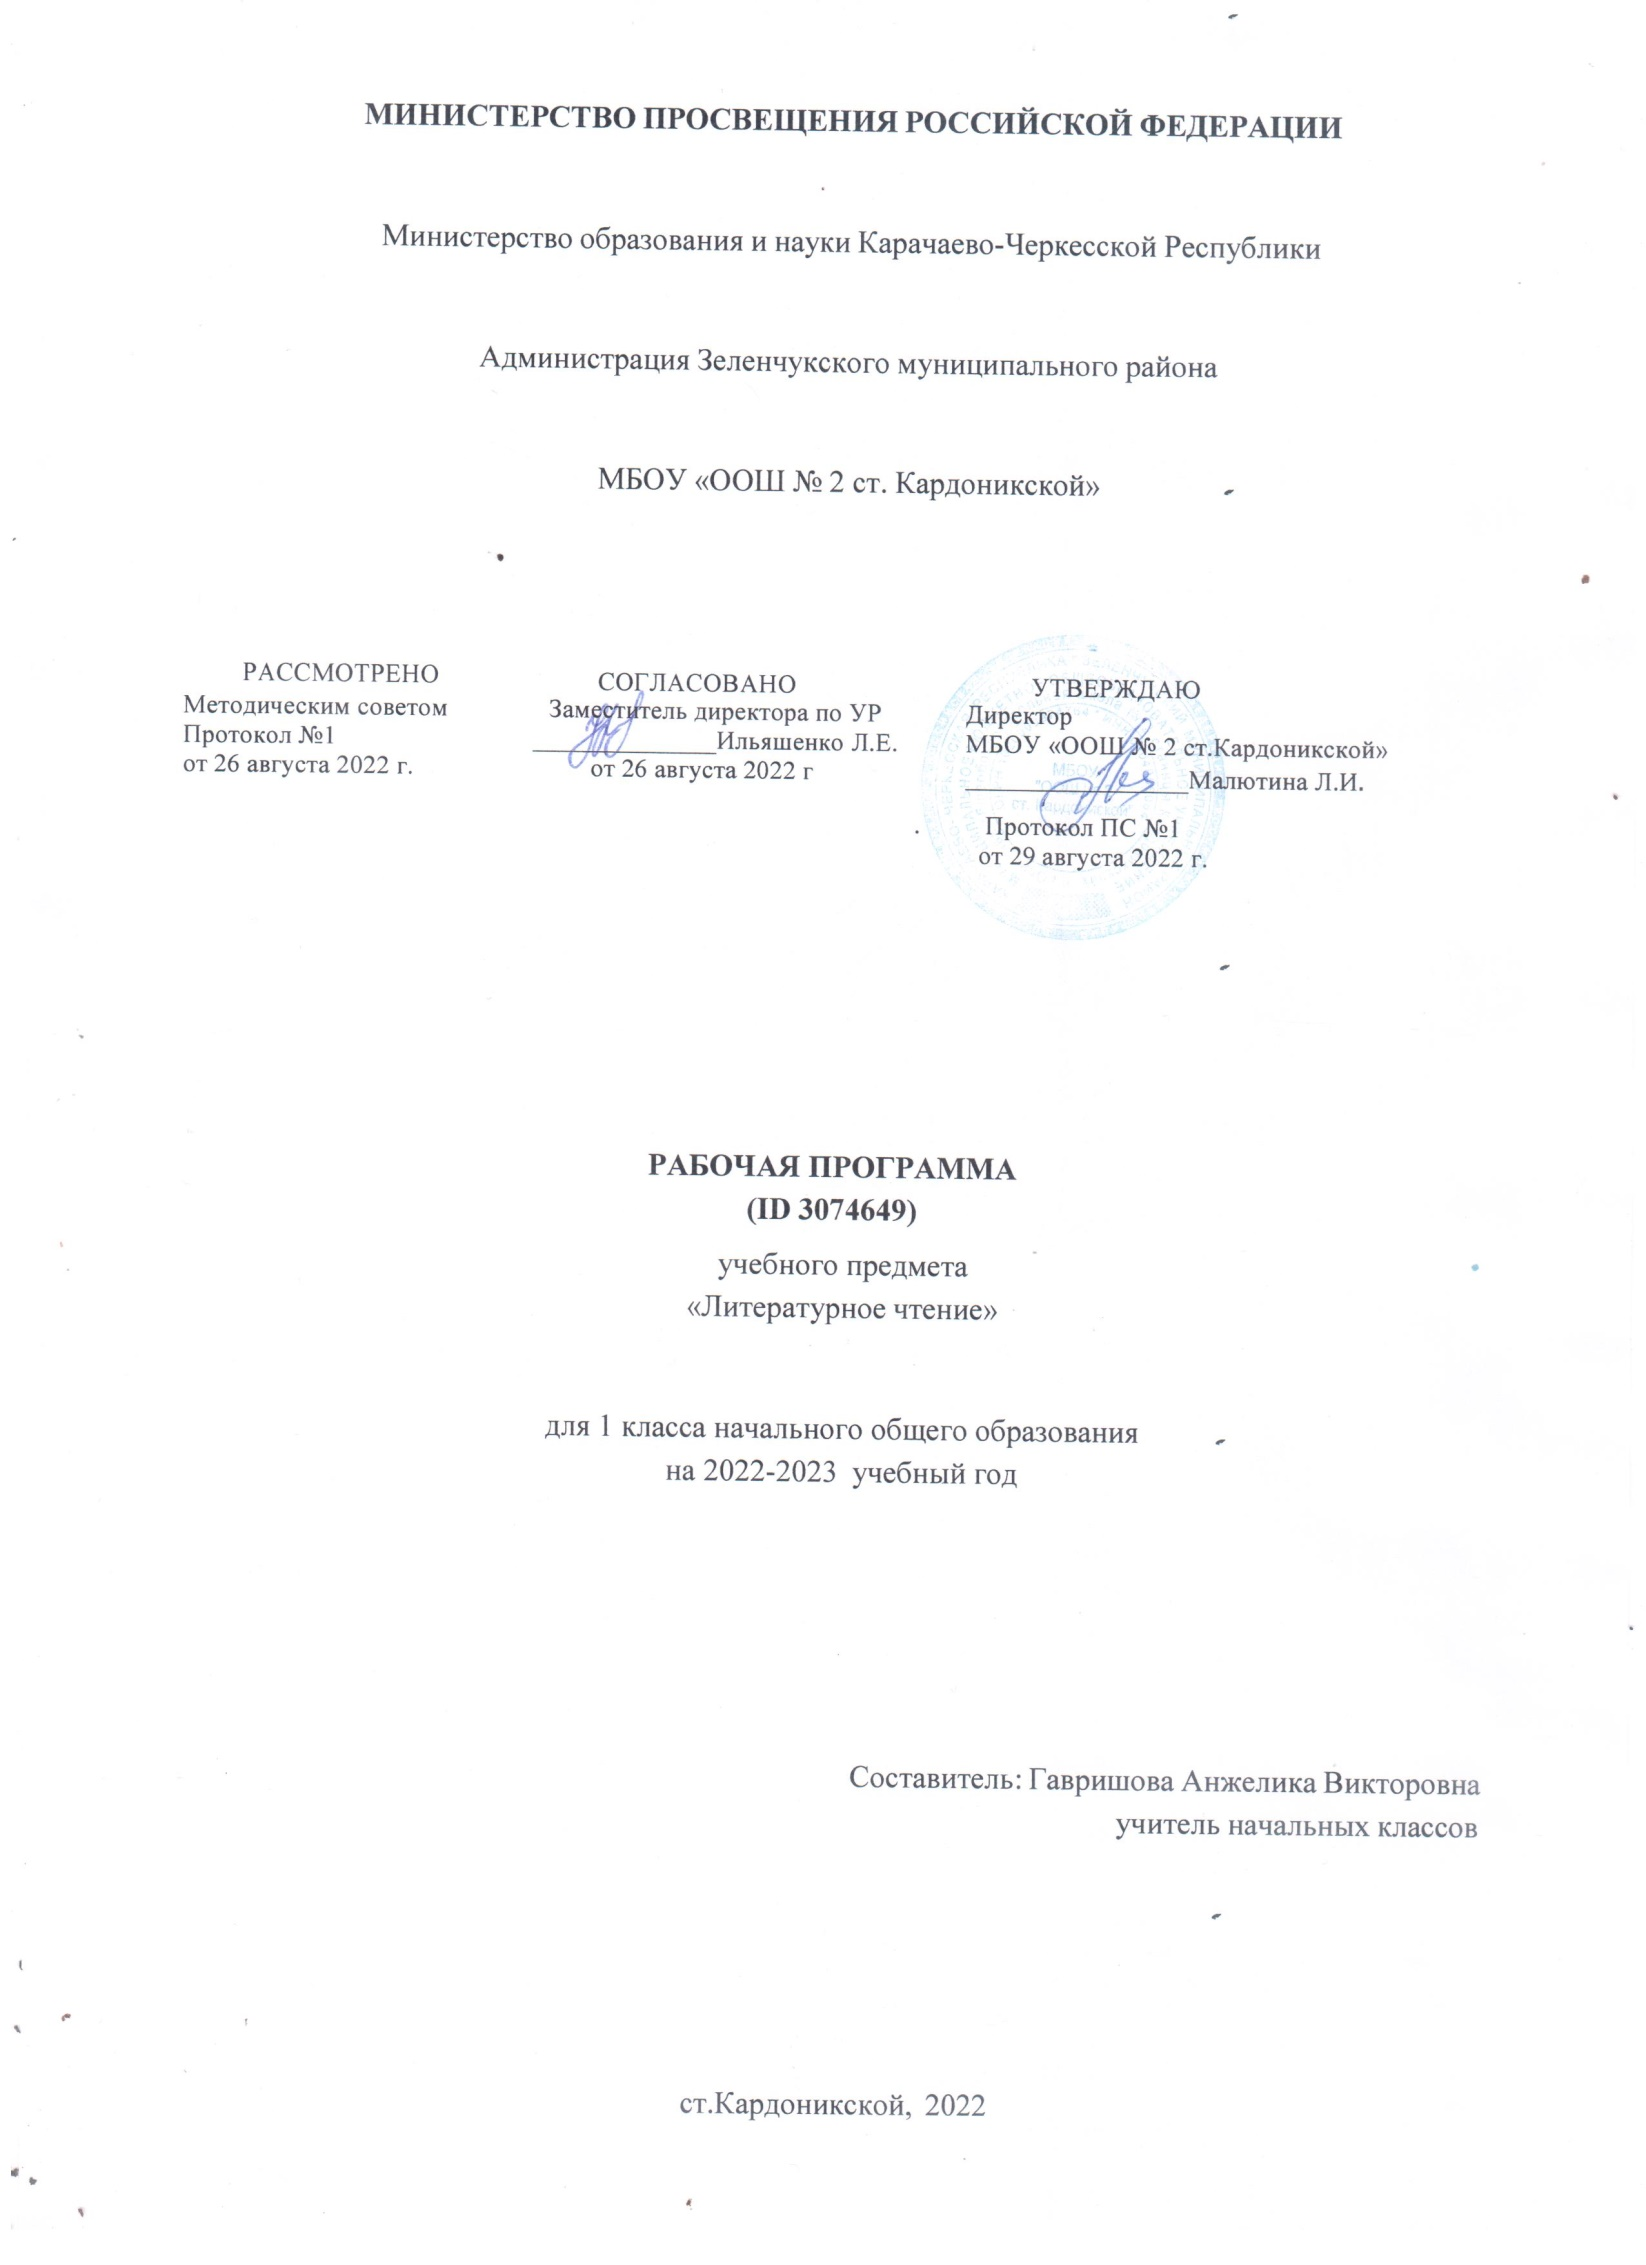 МИНИСТЕРСТВО ПРОСВЕЩЕНИЯ РОССИЙСКОЙ ФЕДЕРАЦИИ
Министерство образования и науки Карачаево-Черкесской Республики
Администрация Зеленчукского муниципального района
МБОУ «ООШ № 2 ст. Кардоникской»
РАССМОТРЕНО
Методическим советом
Протокол №1
от 26 августа 2022 г.
СОГЛАСОВАНО
Заместитель директора по УР
______________Ильяшенко Л.Е.
от 26 августа 2022 г
УТВЕРЖДАЮ
Директор
МБОУ «ООШ № 2 ст.Кардоникской»
_________________Малютина Л.И.
Протокол ПС №1
от 29 августа 2022 г.
РАБОЧАЯ ПРОГРАММА
(ID 3074649)
учебного предмета
«Литературное чтение»
для 1 класса начального общего образования
на 2022-2023 учебный год
Составитель: Гавришова Анжелика Викторовна
учитель начальных классов
ст.Кардоникской, 2022